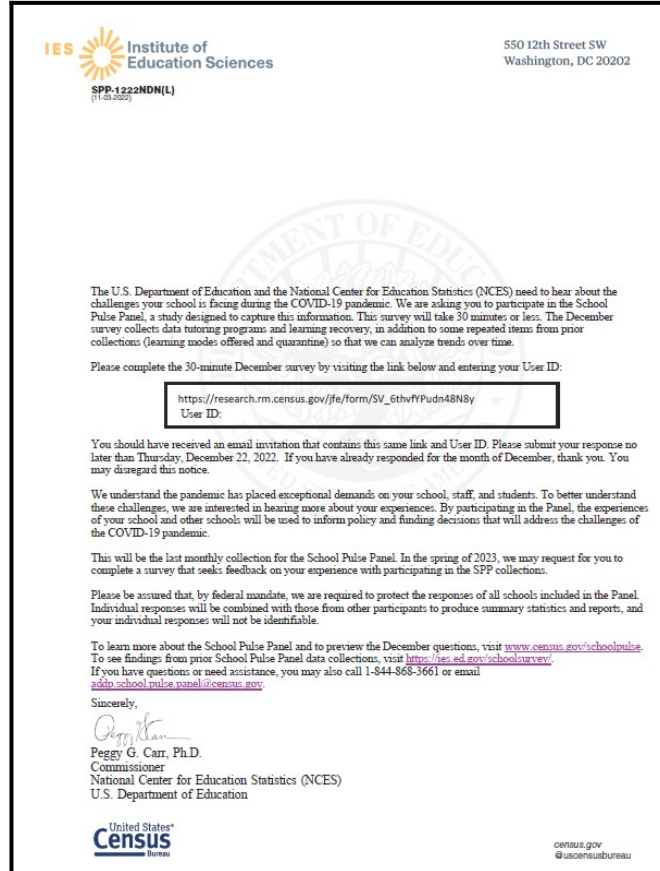 IES Institute of
Education Sciences
550 12th Street SW
Washington, DC 20202
SPP-1222NDN(L)
(11-03-2022)
The U.S. Department of Education and the National Center for Education Statistics (NCES) need to hear about the
challenges your school is facing during the COVID-19 pandemic. We are asking you to participate in the School
Pulse Panel, a study designed to capture this information. This survey will take 30 minutes or less. The December
survey collects data tutoring programs and learning recovery, in addition to some repeated items from prior
collections (learning modes offered and quarantine) so that we can analyze trends over time.
Please complete the 30-minute December survey by visiting the link below and entering your User ID:
https://research.rm.census.gov/jfe/form/SV_6thvfYPudn48N8y
User ID:
You should have received an email invitation that contains this same link and User ID. Please submit your response no
later than Thursday, December 22, 2022. If you have already responded for the month of December, thank you. You
may disregard this notice.
We understand the pandemic has placed exceptional demands on your school, staff, and students. To better understand
these challenges, we are interested in hearing more about your experiences. By participating in the Panel, the experiences
of your school and other schools will be used to inform policy and funding decisions that will address the challenges of
the COVID-19 pandemic.
This will be the last monthly collection for the School Pulse Panel. In the spring of 2023, we may request for you to
complete a survey that seeks feedback on your experience with participating in the SPP collections.
Please be assured that, by federal mandate, we are required to protect the responses of all schools included in the Panel.
Individual responses will be combined with those from other participants to produce summary statistics and reports, and
your individual responses will not be identifiable.
To learn more about the School Pulse Panel and to preview the December questions, visit www.census.gov/schoolpulse.
To see findings from prior School Pulse Panel data collections, visit https://ies.ed.gov/schoolsurvey/.
If you have questions or need assistance, you may also call 1-844-868-3661 or email
addp.school.pulse.panel@census.gov.
Sincerely,
Peggy G. Carr, Ph.D.
Commissioner
National Center for Education Statistics (NCES)
U.S. Department of Education
United States®
Census
Bureau
census.gov
@uscensusbureau